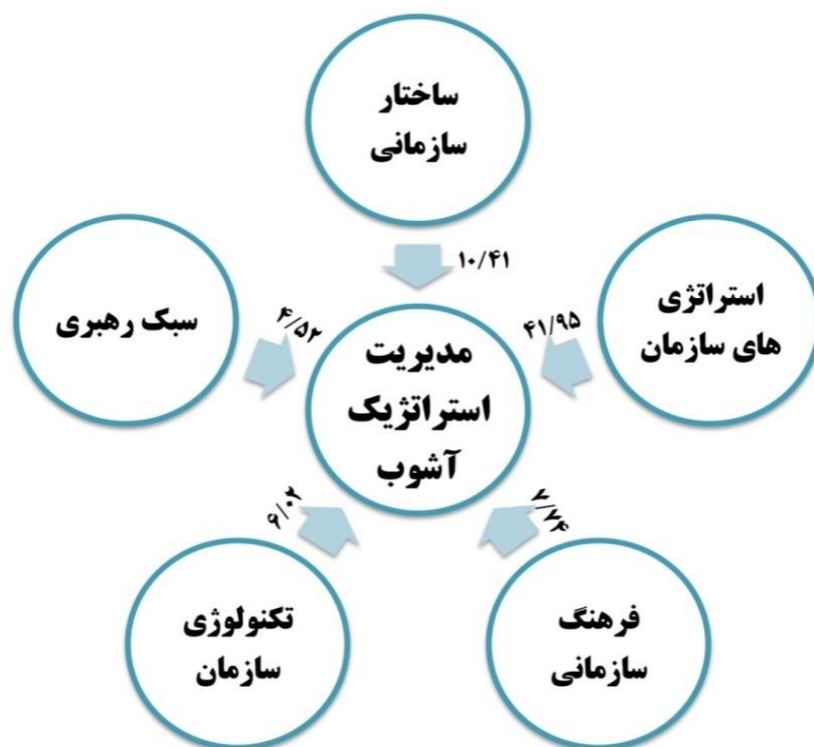 ساختار
سازمانی
۱۰/۴۱
استراتژی
های سازمان
۴۱/۹۵
سبک رهبری
۴/۵۲
مدیریت
استراتژیک
آشوب
۷/۷۴
۶/۰۲
فرهنگ
سازمانی
تکنولوژی
سازمان